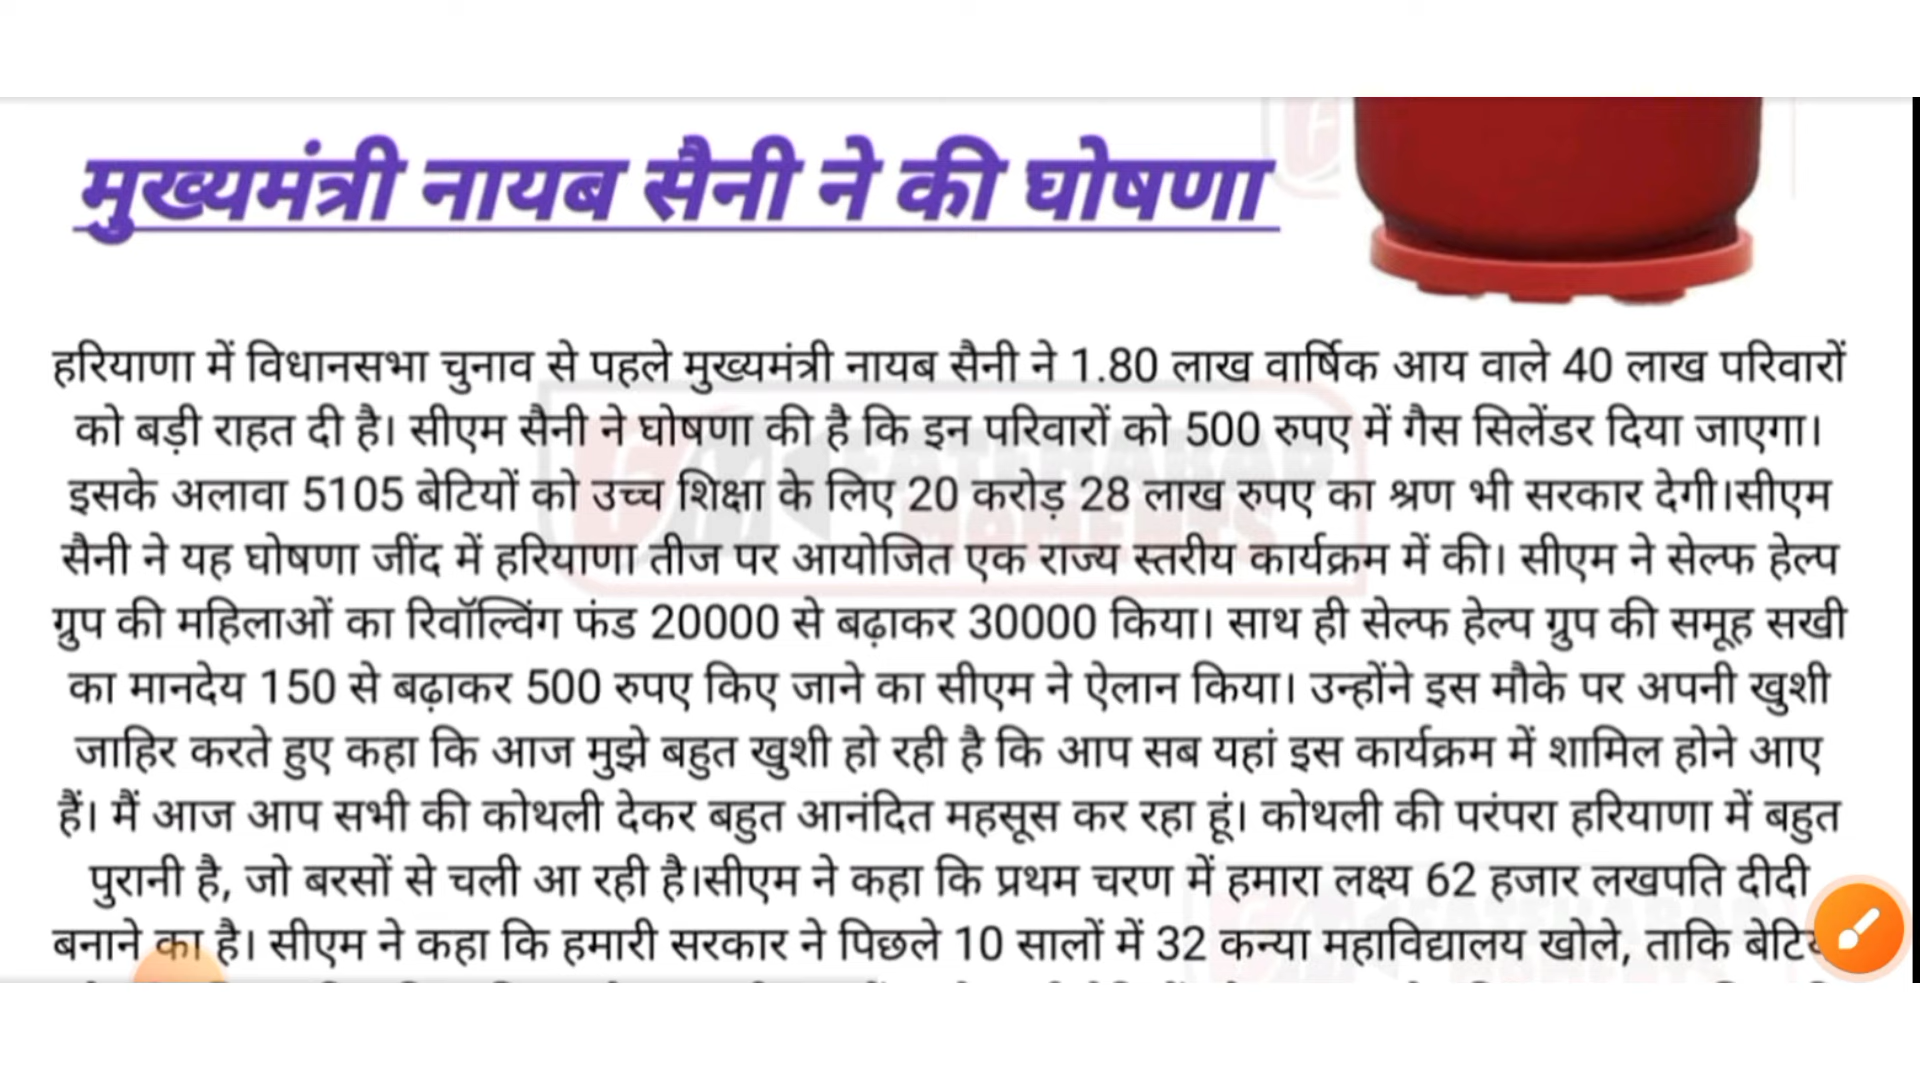 मुख्यमंत्री नायब सैनी ने की घोषणा
हरियाणा में विधानसभा चुनाव से पहले मुख्यमंत्री नायब सैनी ने 1.80 लाख वार्षिक आय वाले 40 लाख परिवारों
को बड़ी राहत दी है। सीएम सैनी ने घोषणा की है कि इन परिवारों को 500 रुपए में गैस सिलेंडर दिया जाएगा।
इसके अलावा 5105 बेटियों को उच्च शिक्षा के लिए 20 करोड़ 28 लाख रुपए का श्रण भी सरकार देगी।सीएम
सैनी ने यह घोषणा जींद में हरियाणा तीज पर आयोजित एक राज्य स्तरीय कार्यक्रम में की। सीएम ने सेल्फ हेल्प
ग्रुप की महिलाओं का रिवॉल्विंग फंड 20000 से बढ़ाकर 30000 किया। साथ ही सेल्फ हेल्प ग्रुप की समूह सखी
का मानदेय 150 से बढ़ाकर 500 रुपए किए जाने का सीएम ने ऐलान किया। उन्होंने इस मौके पर अपनी खुशी
जाहिर करते हुए कहा कि आज मुझे बहुत खुशी हो रही है कि आप सब यहां इस कार्यक्रम में शामिल होने आए
हैं। मैं आज आप सभी की कोथली देकर बहुत आनंदित महसूस कर रहा हूं। कोथली की परंपरा हरियाणा में बहुत
पुरानी है, जो बरसों से चली आ रही है।सीएम ने कहा कि प्रथम चरण में हमारा लक्ष्य 62 हजार लखपति दीदी
बनाने का है। सीएम ने कहा कि हमारी सरकार ने पिछले 10 सालों में 32 कन्या महाविद्यालय खोले, ताकि